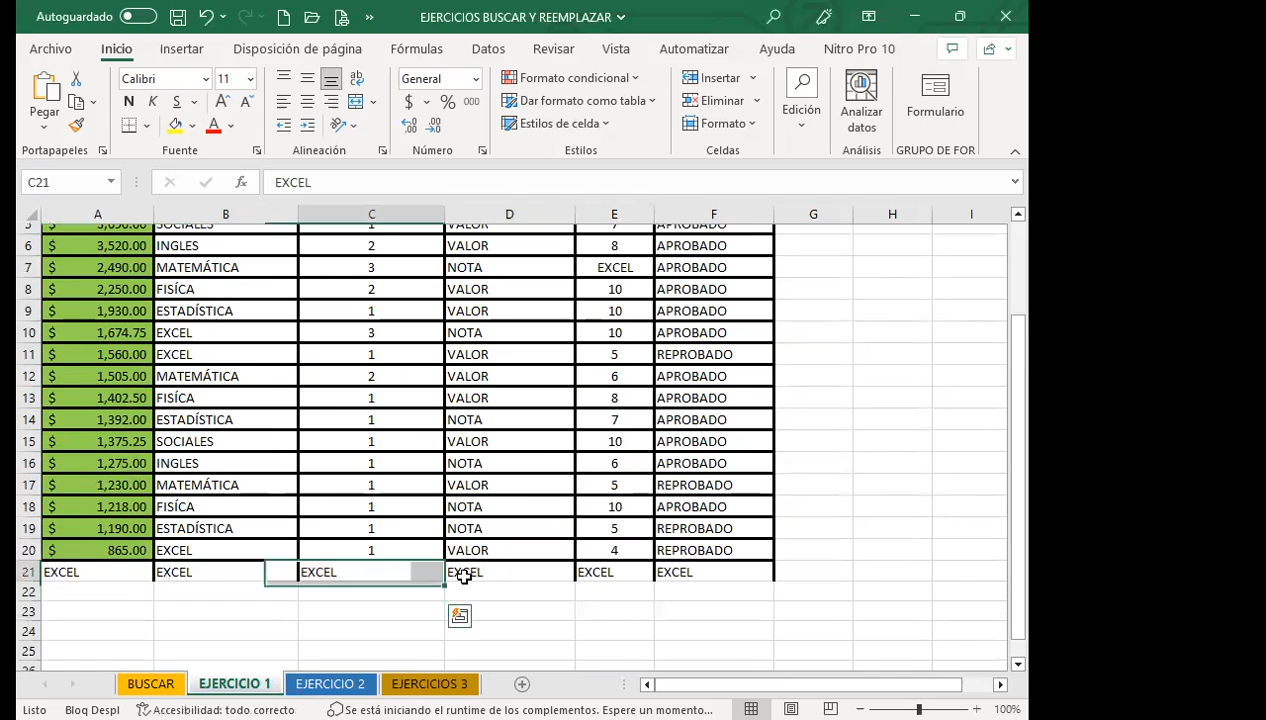 Autoguardado
EJERCICIOS BUSCAR Y REEMPLAZAR
Archivo Inicio Insertar Disposición de página Fórmulas Datos Revisar Vista Automatizar Ayuda Nitro Pro 10
Calibri 11 General Formato condicional Insertar
Pegar N K S A A $ % 000 Dar formato como tabla Eliminar Edición Analizar datos Formulario
A Estilos de celda Formato
Portapapeles Fuente Alineación Número Estilos Celdas Análisis GRUPO DE FOR
C21 fx EXCEL
A B C D E F G H I
6 $ 3,520.00 INGLES 2 VALOR 8 APROBADO
7 $ 2,490.00 MATEMÁTICA 3 NOTA EXCEL APROBADO
8 $ 2,250.00 FISÍCA 2 VALOR 10 APROBADO
9 $ 1,930.00 ESTADÍSTICA 1 VALOR 10 APROBADO
10 $ 1,674.75 EXCEL 3 NOTA 10 APROBADO
11 $ 1,560.00 EXCEL 1 VALOR 5 REPROBADO
12 $ 1,505.00 MATEMÁTICA 2 VALOR 6 APROBADO
13 $ 1,402.50 FISÍCA 1 VALOR 8 APROBADO
14 $ 1,392.00 ESTADÍSTICA 1 NOTA 7 APROBADO
15 $ 1,375.25 SOCIALES 1 VALOR 10 APROBADO
16 $ 1,275.00 INGLES 1 NOTA 6 APROBADO
17 $ 1,230.00 MATEMÁTICA 1 VALOR 5 REPROBADO
18 $ 1,218.00 FISÍCA 1 NOTA 10 APROBADO
19 $ 1,190.00 ESTADÍSTICA 1 NOTA 5 REPROBADO
20 $ 865.00 EXCEL 1 VALOR 4 REPROBADO
21 EXCEL EXCEL EXCEL EXCEL EXCEL EXCEL
22
23
24
25
BUSCAR EJERCICIO 1 EJERCICIO 2 EJERCICIOS 3
Listo Bloq Despl Accesibilidad: todo correcto Se está iniciando el runtime de los complementos. Espere un momento... 100%